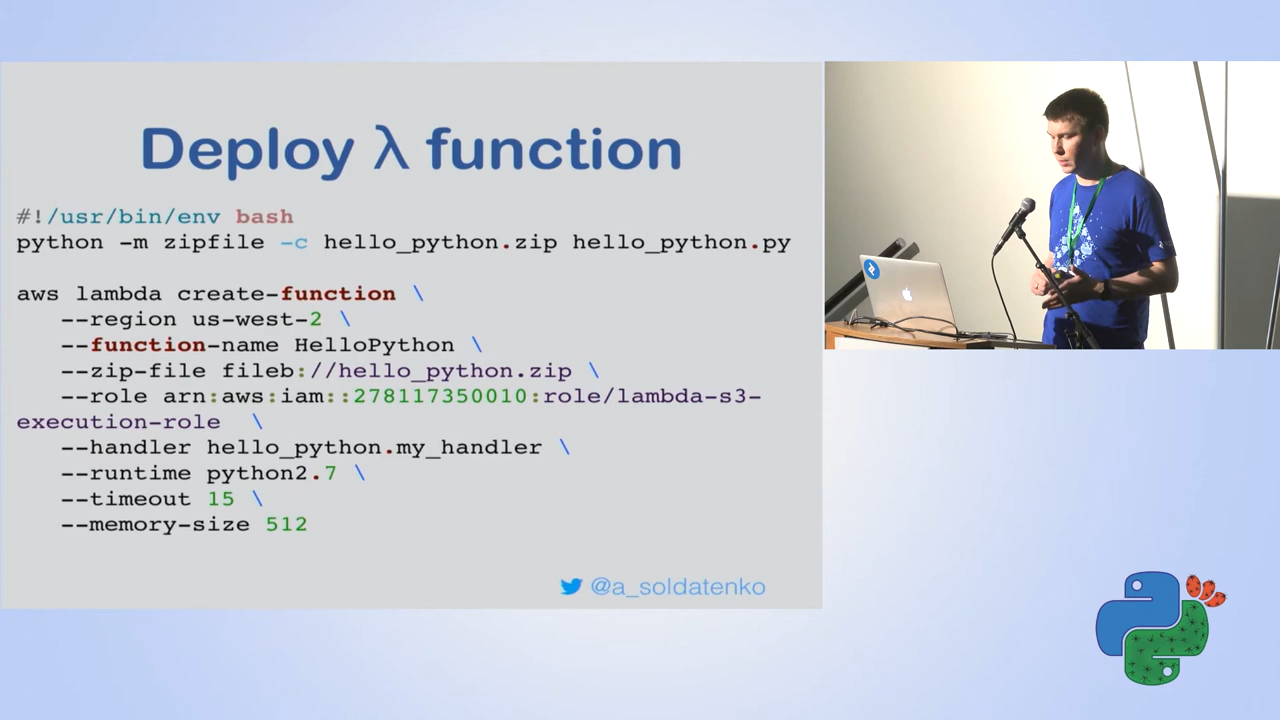 Deploy λ function
#!/usr/bin/env bash
python -m zipfile -c hello_python.zip hello_python.py
aws lambda create-function \
--region us-west-2 \
--function-name HelloPython \
--zip-file fileb://hello_python.zip \
--role arn:aws:iam::278117350010:role/lambda-s3-
execution-role \
--handler hello_python.my_handler \
--runtime python2.7 \
--timeout 15 \
--memory-size 512
@a_soldatenko